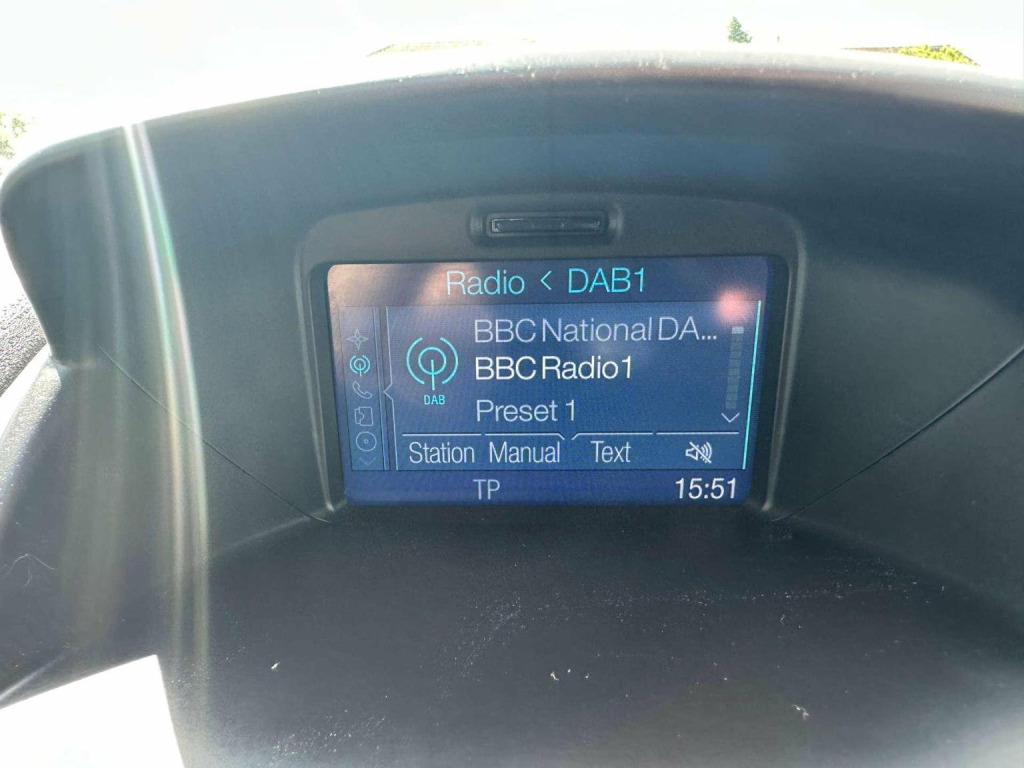 Radio < DAB1
BBC National DA...
BBC Radio1
DAB
Preset 1
Station Manual Text
TP 15:51